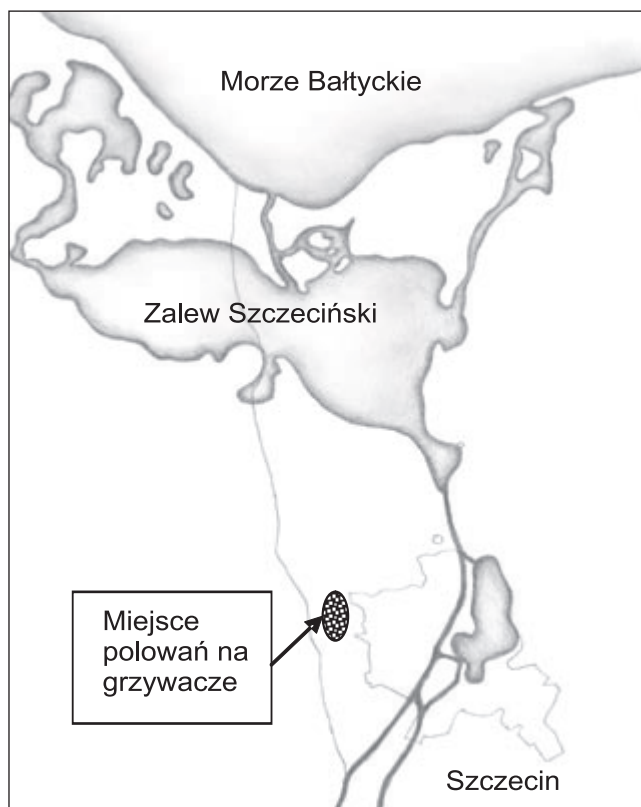 Morze Bałtyckie
Zalew Szczeciński
Miejsce
polowań na
grzywacze
Szczecin